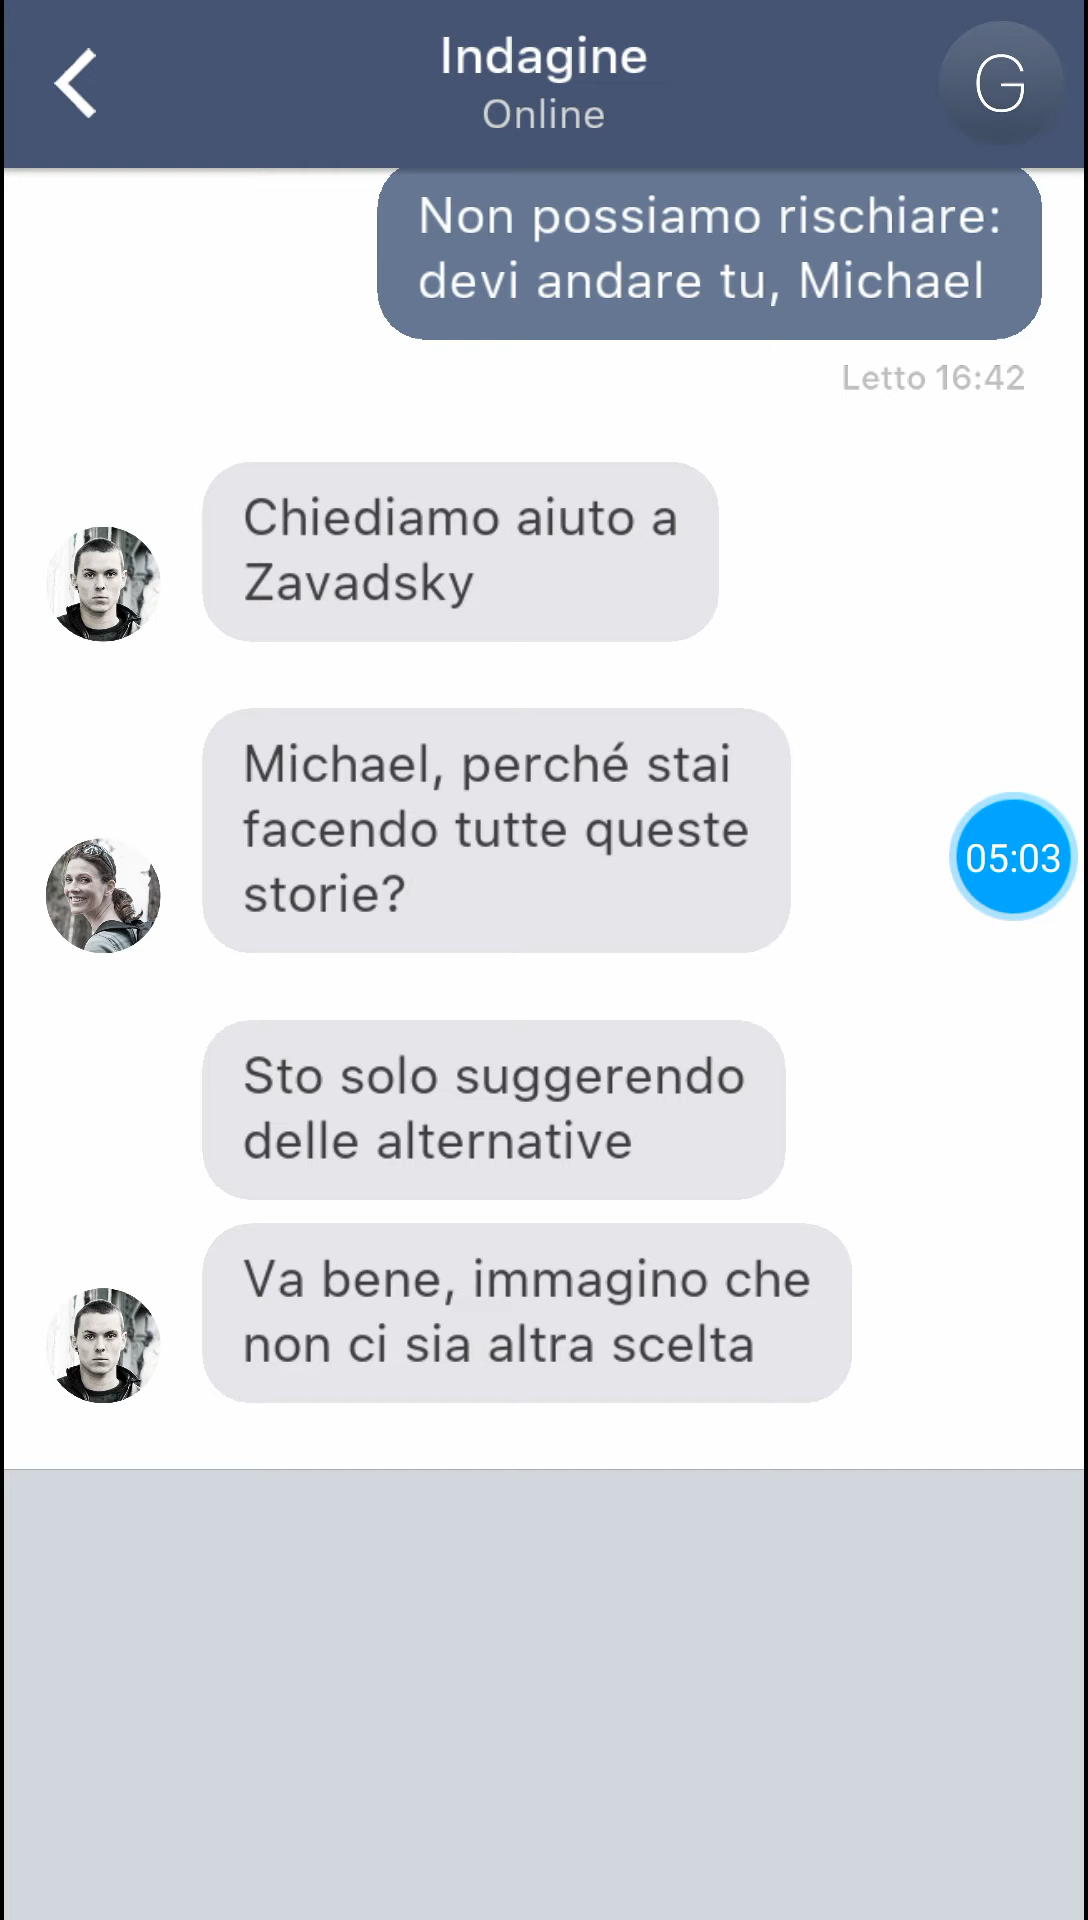 Indagine
Online
G
Non possiamo rischiare:
devi andare tu, Michael
Letto 16:42
Chiediamo aiuto a
Zavadsky
Michael, perché stai
facendo tutte queste
storie?
05:03
Sto solo suggerendo
delle alternative
Va bene, immagino che
non ci sia altra scelta